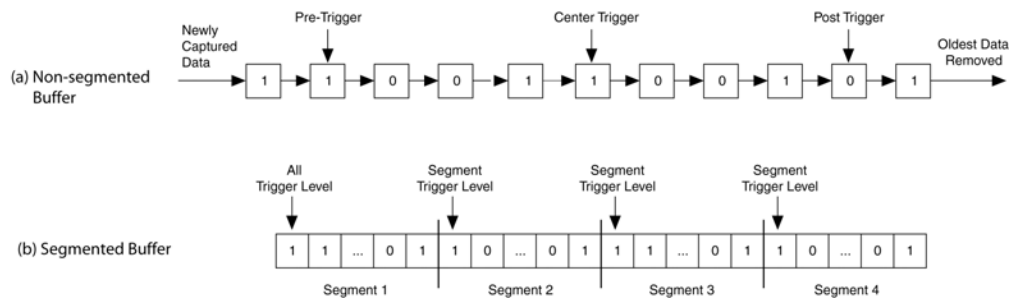 Pre-Trigger
Center Trigger
Post Trigger
Newly
Captured
Data
Oldest Data
Removed
(a) Non-segmented
Buffer
1 1 0 0 1 1 0 0 1 0 1
All
Trigger Level
Segment
Trigger Level
Segment
Trigger Level
Segment
Trigger Level
(b) Segmented Buffer
1 1 ... 0 1 1 0 ... 0 1 1 1 ... 0 1 1 0 ... 0 1
Segment 1
Segment 2
Segment 3
Segment 4